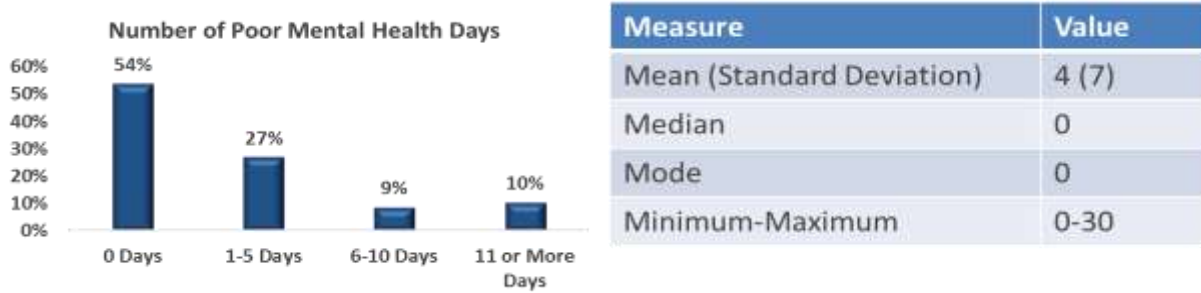 Number of Poor Mental Health Days
60%
50%
40%
30%
20%
10%
0%
54%
27%
9%
10%
0 Days
1-5 Days
6-10 Days
11 or More
Days
Measure Value
Mean (Standard Deviation) 4 (7)
Median 0
Mode 0
Minimum-Maximum 0-30